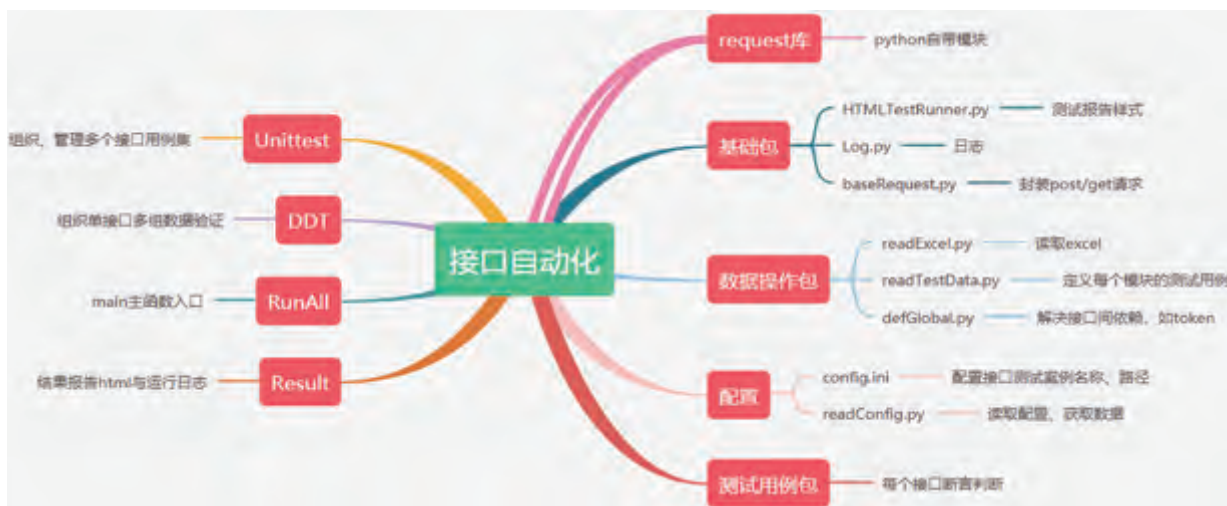 接口自动化
request库
python自带模块
基础包
HTMLTestRunner.py
测试报告样式
Log.py
日志
baseRequest.py
封装post/get请求
数据操作包
readExcel.py
读取excel
readTestData.py
定义每个模块的测试用例
defGlobal.py
解决接口间依赖、如token
配置
config.ini
配置接口测试案例名称、路径
readConfig.py
读取配置、获取数据
测试用例包
每个接口断言判断
Unittest
组织、管理多个接口用例集
DDT
组织单接口多组数据验证
RunAll
main主函数入口
Result
结果报告html与运行日志